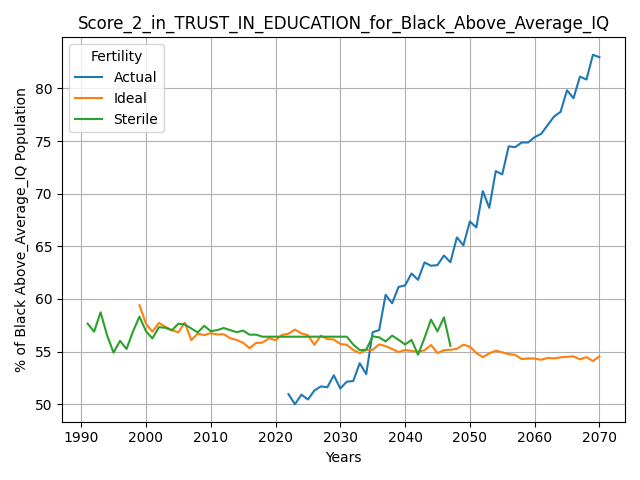 Score_2_in_TRUST_IN_EDUCATION_for_Black_Above_Average_IQ
Fertility
Actual
Ideal
Sterile
% of Black Above_Average_IQ Population
80
75
70
65
60
55
50
1990 2000 2010 2020 2030 2040 2050 2060 2070
Years